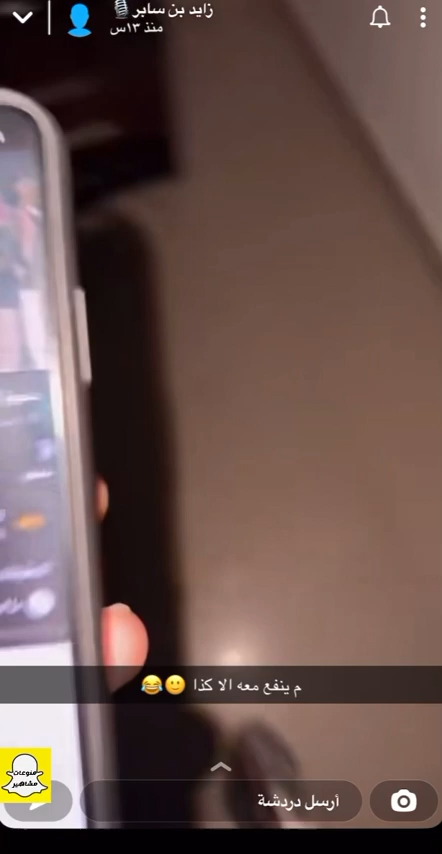 زايد بن سابر🎙️
منذ ١٣س
م ينفع معه الا كذا 🙂😂
منوعات
مشاهير
أرسل دردشة